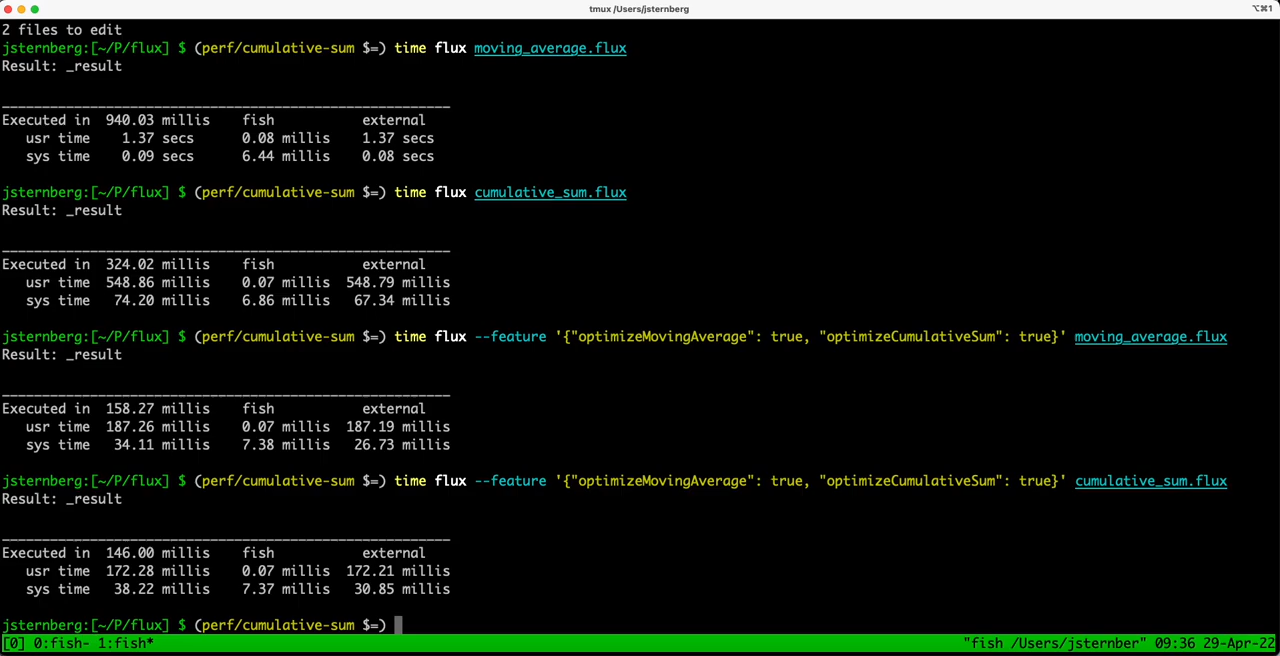 tmux /Users/jsternberg
⌥⌘1
2 files to edit
jsternberg:[~/P/flux] $ (perf/cumulative-sum $=) time flux moving_average.flux
Result: _result
________________________________________________________
Executed in  940.03 millis    fish           external
   usr time    1.37 secs      0.08 millis    1.37 secs
   sys time    0.09 secs      6.44 millis    0.08 secs
jsternberg:[~/P/flux] $ (perf/cumulative-sum $=) time flux cumulative_sum.flux
Result: _result
________________________________________________________
Executed in  324.02 millis    fish           external
   usr time  548.86 millis   0.07 millis  548.79 millis
   sys time   74.20 millis   6.86 millis   67.34 millis
jsternberg:[~/P/flux] $ (perf/cumulative-sum $=) time flux --feature '{"optimizeMovingAverage": true, "optimizeCumulativeSum": true}' moving_average.flux
Result: _result
________________________________________________________
Executed in  158.27 millis    fish           external
   usr time  187.26 millis   0.07 millis  187.19 millis
   sys time   34.11 millis   7.38 millis   26.73 millis
jsternberg:[~/P/flux] $ (perf/cumulative-sum $=) time flux --feature '{"optimizeMovingAverage": true, "optimizeCumulativeSum": true}' cumulative_sum.flux
Result: _result
________________________________________________________
Executed in  146.00 millis    fish           external
   usr time  172.28 millis   0.07 millis  172.21 millis
   sys time   38.22 millis   7.37 millis   30.85 millis
jsternberg:[~/P/flux] $ (perf/cumulative-sum $=)
[0] 0:fish- 1:fish* "fish /Users/jsternber" 09:36 29-Apr-22